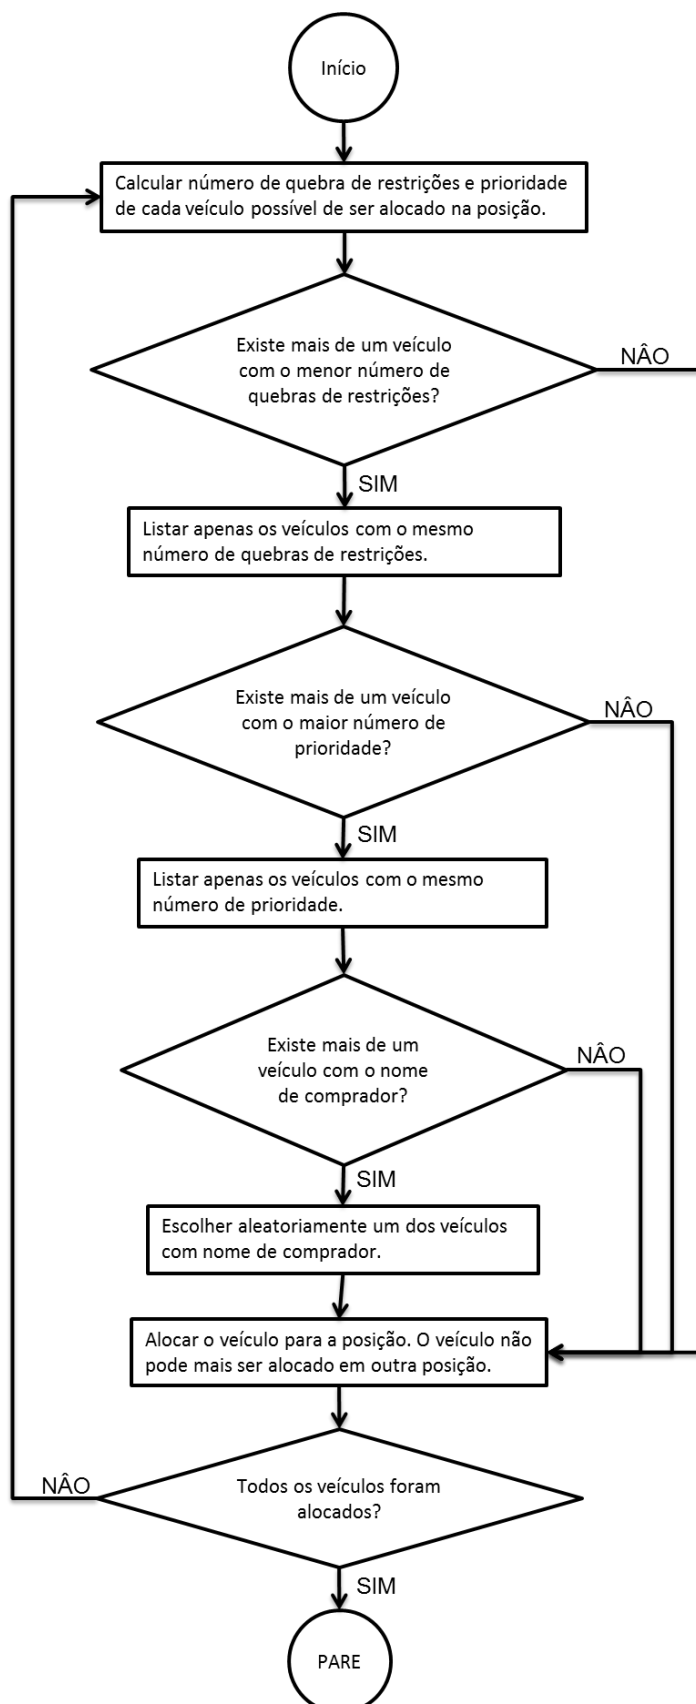 Início
Calcular número de quebra de restrições e prioridade
de cada veículo possível de ser alocado na posição.
Existe mais de um veículo
com o menor número de
quebras de restrições?
NÂO
SIM
Listar apenas os veículos com o mesmo
número de quebras de restrições.
Existe mais de um veículo
com o maior número de
prioridade?
NÂO
SIM
Listar apenas os veículos com o mesmo
número de prioridade.
Existe mais de um
veículo com o nome
de comprador?
NÂO
SIM
Escolher aleatoriamente um dos veículos
com nome de comprador.
Alocar o veículo para a posição. O veículo não
pode mais ser alocado em outra posição.
NÂO
Todos os veículos foram
alocados?
SIM
PARE